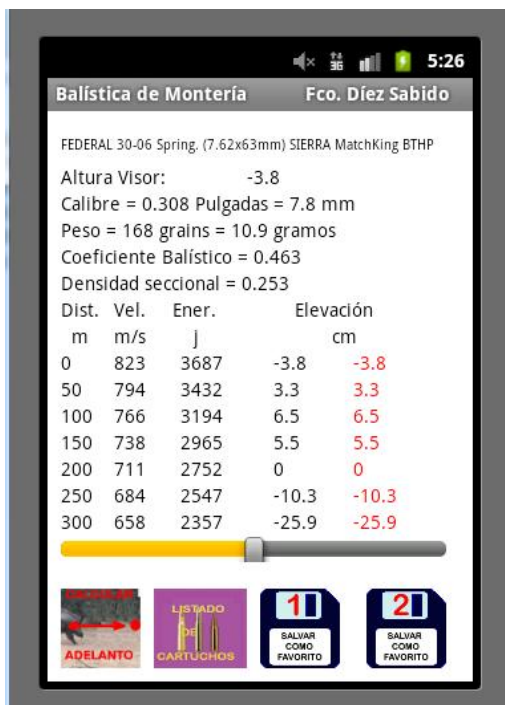 3G 5:26
Balística de Montería Fco. Díez Sabido
FEDERAL 30-06 Spring. (7.62x63mm) SIERRA MatchKing BTHP
Altura Visor: -3.8
Calibre = 0.308 Pulgadas = 7.8 mm
Peso = 168 grains = 10.9 gramos
Coeficiente Balístico = 0.463
Densidad seccional = 0.253
Dist. Vel. Ener. Elevación
m m/s j cm
0 823 3687 -3.8 -3.8
50 794 3432 3.3 3.3
100 766 3194 6.5 6.5
150 738 2965 5.5 5.5
200 711 2752 0 0
250 684 2547 -10.3 -10.3
300 658 2357 -25.9 -25.9
CALCULAR
ADELANTO
LISTADO
DE
CARTUCHOS
1
SALVAR
COMO
FAVORITO
2
SALVAR
COMO
FAVORITO